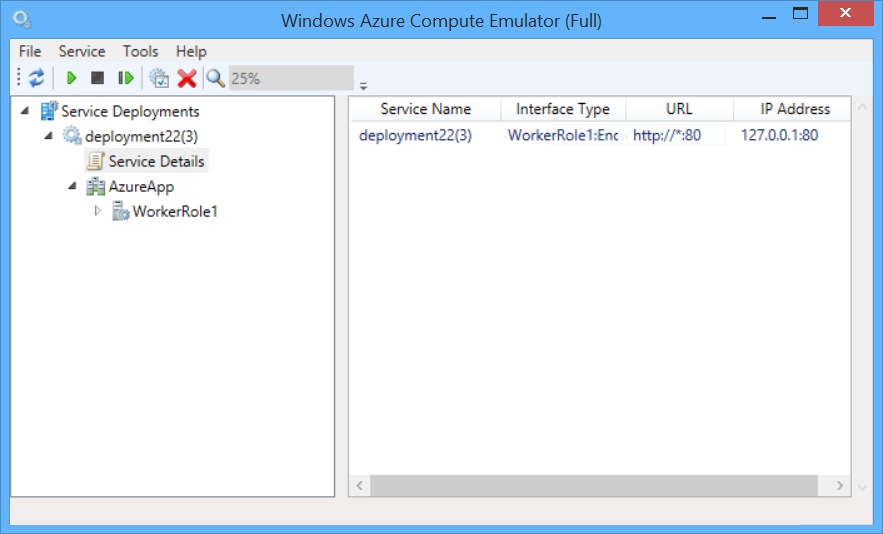 Windows Azure Compute Emulator (Full)
File Service Tools Help
25%
Service Deployments
deployment22(3)
Service Details
AzureApp
WorkerRole1
Service Name Interface Type URL IP Address
deployment22(3) WorkerRole1:Enc http://*:80 127.0.0.1:80